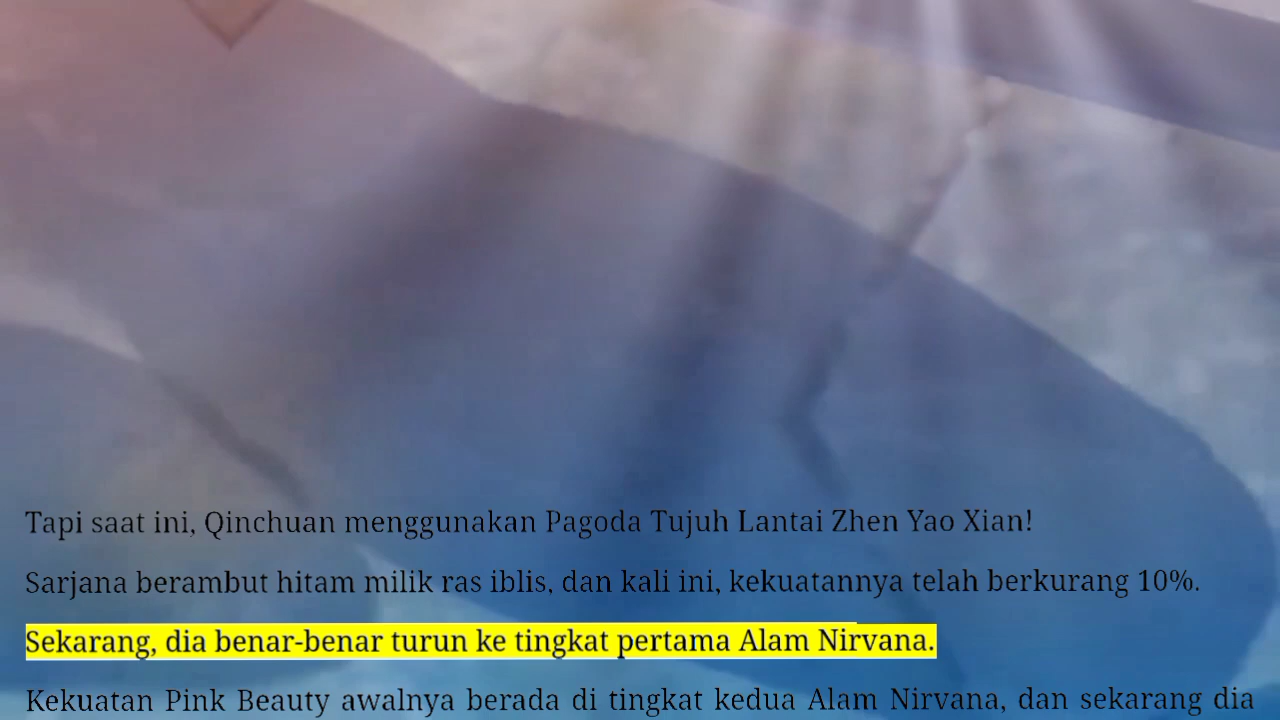 Tapi saat ini, Qinchuan menggunakan Pagoda Tujuh Lantai Zhen Yao Xian!
Sarjana berambut hitam milik ras iblis, dan kali ini, kekuatannya telah berkurang 10%.
Sekarang, dia benar-benar turun ke tingkat pertama Alam Nirvana.
Kekuatan Pink Beauty awalnya berada di tingkat kedua Alam Nirvana, dan sekarang dia